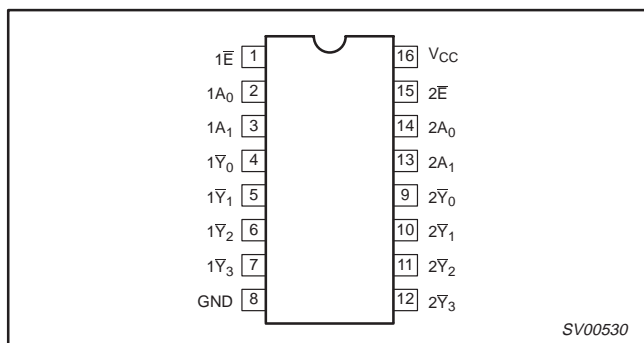 1E̅ 1 16 VCC
1A0 2 15 2E̅
1A1 3 14 2A0
1Y̅0 4 13 2A1
1Y̅1 5 9 2Y̅0
1Y̅2 6 10 2Y̅1
1Y̅3 7 11 2Y̅2
GND 8 12 2Y̅3
SV00530